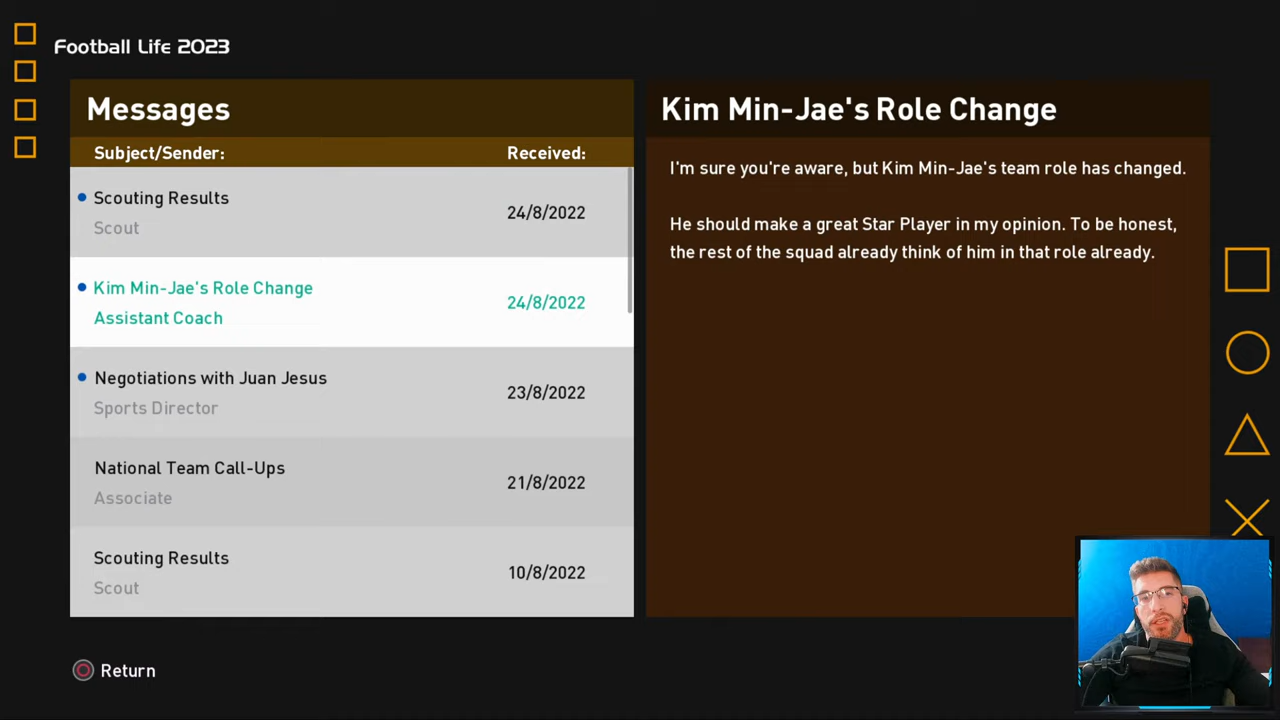 Football Life 2023
Messages
Subject/Sender: Received:
Scouting Results
Scout
24/8/2022
Kim Min-Jae's Role Change
Assistant Coach
24/8/2022
Negotiations with Juan Jesus
Sports Director
23/8/2022
National Team Call-Ups
Associate
21/8/2022
Scouting Results
Scout
10/8/2022
Kim Min-Jae's Role Change
I'm sure you're aware, but Kim Min-Jae's team role has changed.
He should make a great Star Player in my opinion. To be honest,
the rest of the squad already think of him in that role already.
Return